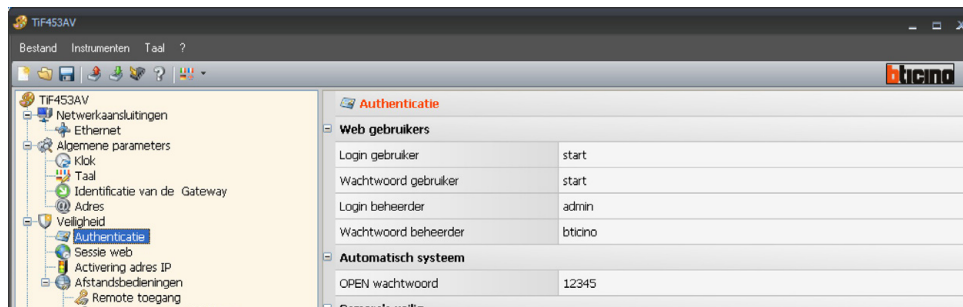 TiF453AV
Bestand Instrumenten Taal ?
bticino
TiF453AV
Netwerkaansluitingen
Ethernet
Algemene parameters
Klok
Taal
Identificatie van de Gateway
Adres
Veiligheid
Authenticatie
Sessie web
Activering adres IP
Afstandsbedieningen
Remote toegang
Authenticatie
Web gebruikers
Login gebruiker start
Wachtwoord gebruiker start
Login beheerder admin
Wachtwoord beheerder bticino
Automatisch systeem
OPEN wachtwoord 12345